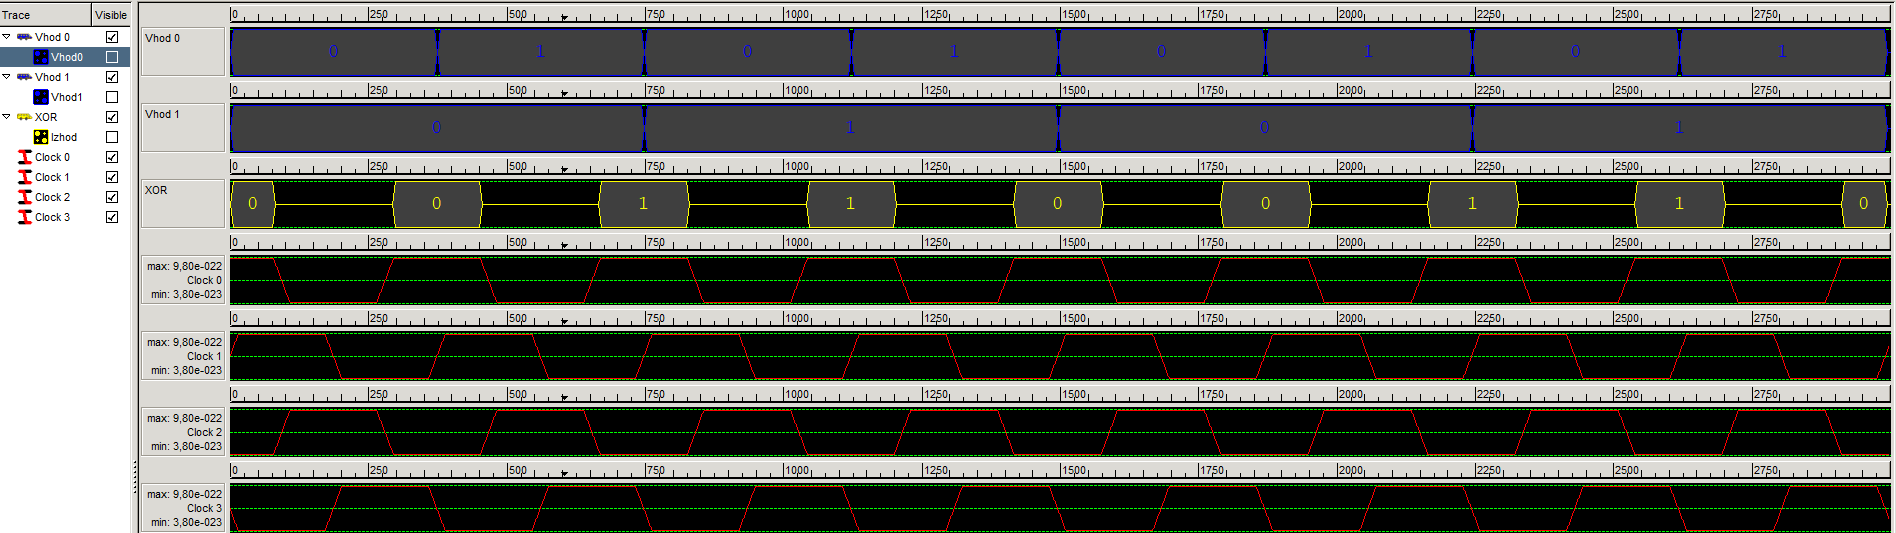 Trace Visible
Vhod 0
Vhod0
Vhod 1
Vhod1
XOR
Izhod
Clock 0
Clock 1
Clock 2
Clock 3
0 250 500 750 1000 1250 1500 1750 2000 2250 2500 2750
Vhod 0
0 1 0 1 0 1 0 1
0 250 500 750 1000 1250 1500 1750 2000 2250 2500 2750
Vhod 1
0 1 0 1
0 250 500 750 1000 1250 1500 1750 2000 2250 2500 2750
XOR
0 0 1 1 0 0 1 1 0
0 250 500 750 1000 1250 1500 1750 2000 2250 2500 2750
max: 9,80e-022
Clock 0
min: 3,80e-023
0 250 500 750 1000 1250 1500 1750 2000 2250 2500 2750
max: 9,80e-022
Clock 1
min: 3,80e-023
0 250 500 750 1000 1250 1500 1750 2000 2250 2500 2750
max: 9,80e-022
Clock 2
min: 3,80e-023
0 250 500 750 1000 1250 1500 1750 2000 2250 2500 2750
max: 9,80e-022
Clock 3
min: 3,80e-023